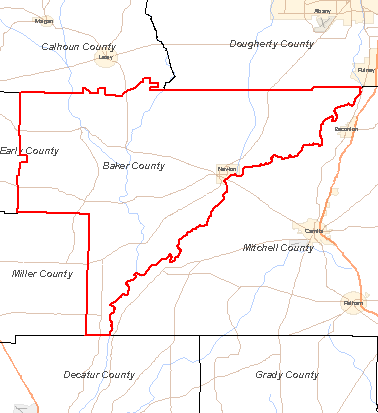 Albany
Morgan
Calhoun County
Dougherty County
Leary
Putney
Baconton
Early County
Baker County
Newton
Camilla
Mitchell County
Miller County
Pelham
Decatur County
Grady County